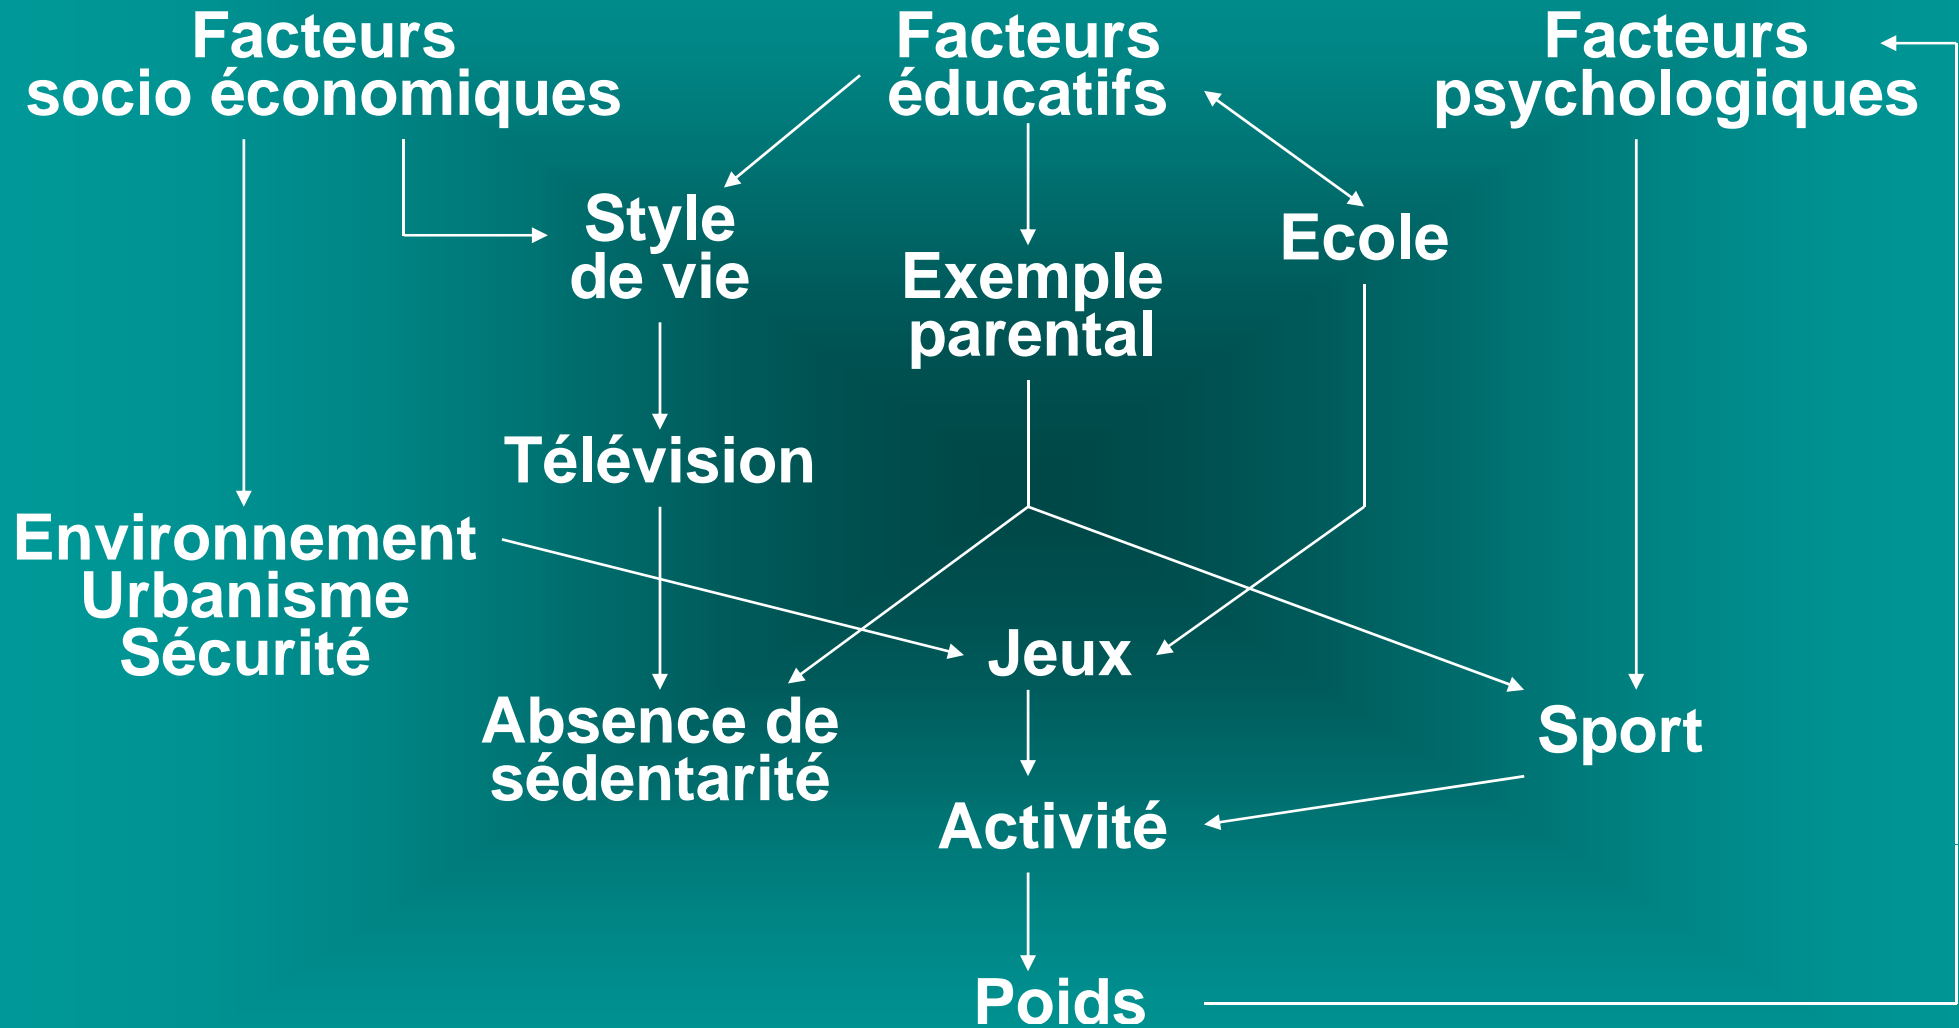 Facteurs
socio économiques
Facteurs
éducatifs
Facteurs
psychologiques
Style
de vie
Exemple
parental
Ecole
Télévision
Environnement
Urbanisme
Sécurité
Jeux
Absence de
sédentarité
Sport
Activité
Poids